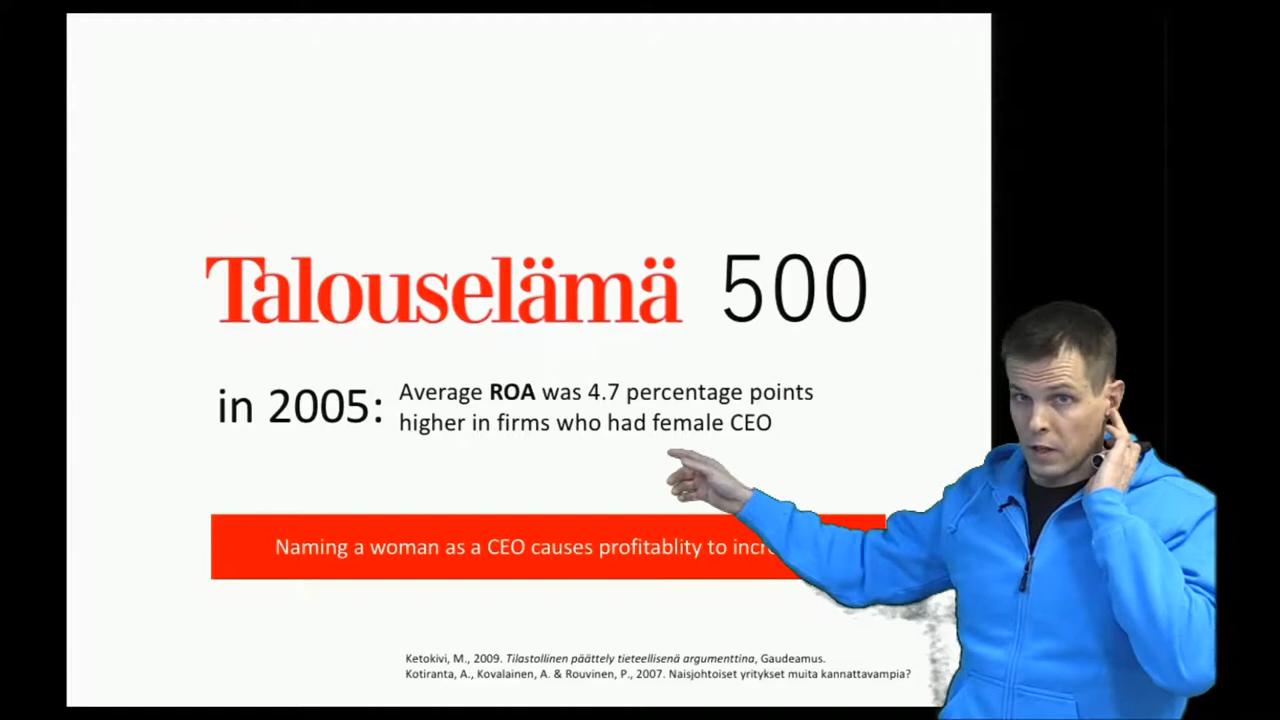 Talouselämä 500
in 2005:
Average ROA was 4.7 percentage points
higher in firms who had female CEO
Naming a woman as a CEO causes profitablity to
Ketokivi, M., 2009. Tilastollinen päättely tieteellisenä argumenttina, Gaudeamus.
Kotiranta, A., Kovalainen, A. & Rouvinen, P., 2007. Naisjohtoiset yritykset muita kannattavampia?